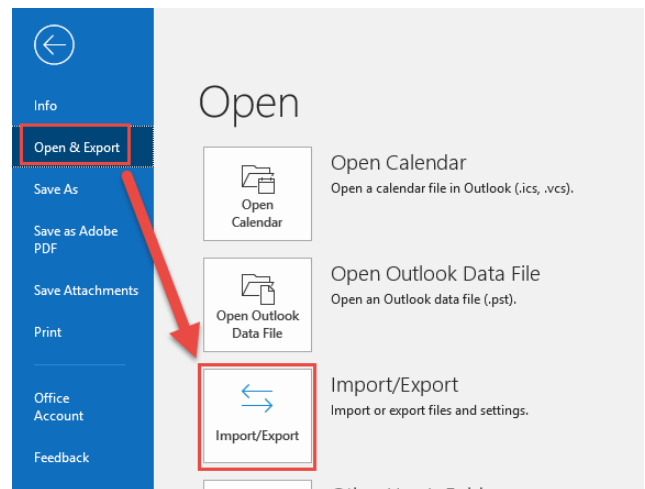 Info
Open & Export
Save As
Save as Adobe
PDF
Save Attachments
Print
Office
Account
Feedback
Open
Open
Calendar
Open Calendar
Open a calendar file in Outlook (.ics, .vcs).
Open Outlook
Data File
Open Outlook Data File
Open an Outlook data file (.pst).
Import/Export
Import/Export
Import or export files and settings.